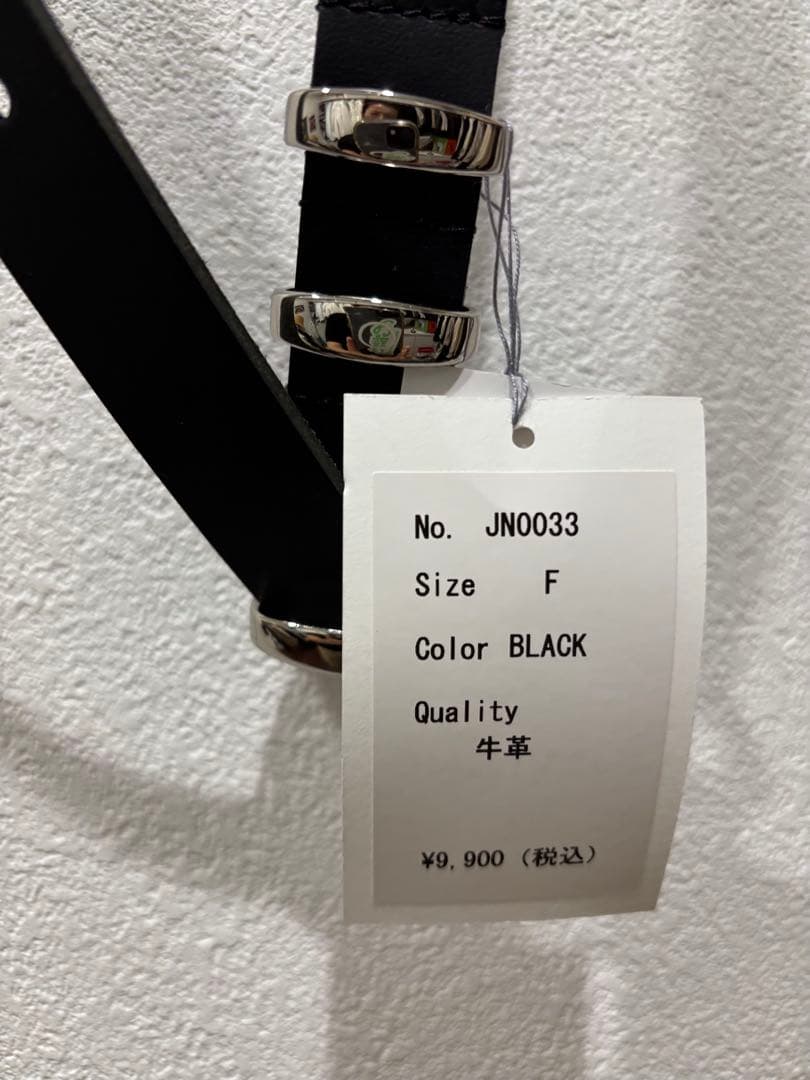 No. JN0033
Size F
Color BLACK
Quality
牛革
¥9,900（税込）